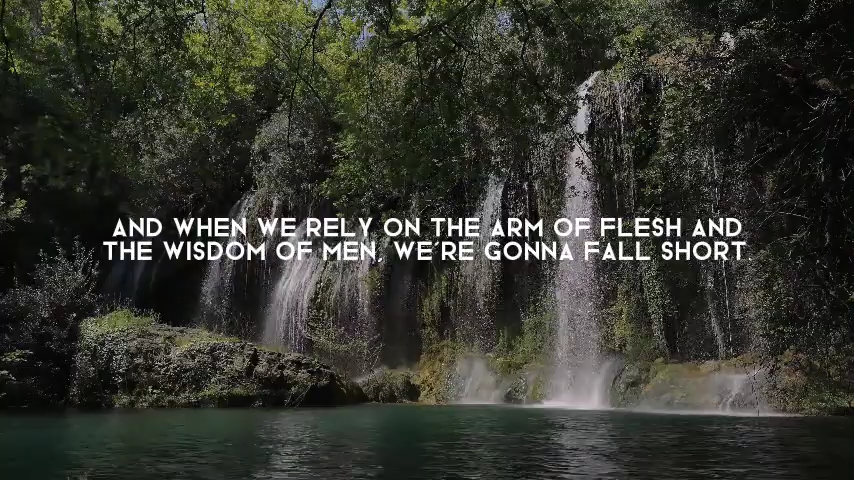 AND WHEN WE RELY ON THE ARM OF FLESH AND
THE WISDOM OF MEN, WE'RE GONNA FALL SHORT.